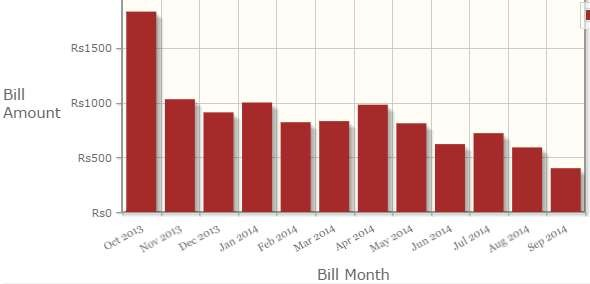 Rs1500
Bill
Amount
Rs1000
Rs500
Rs0
Oct 2013
Nov 2013
Dec 2013
Jan 2014
Feb 2014
Mar 2014
Apr 2014
May 2014
Jun 2014
Jul 2014
Aug 2014
Sep 2014
Bill Month